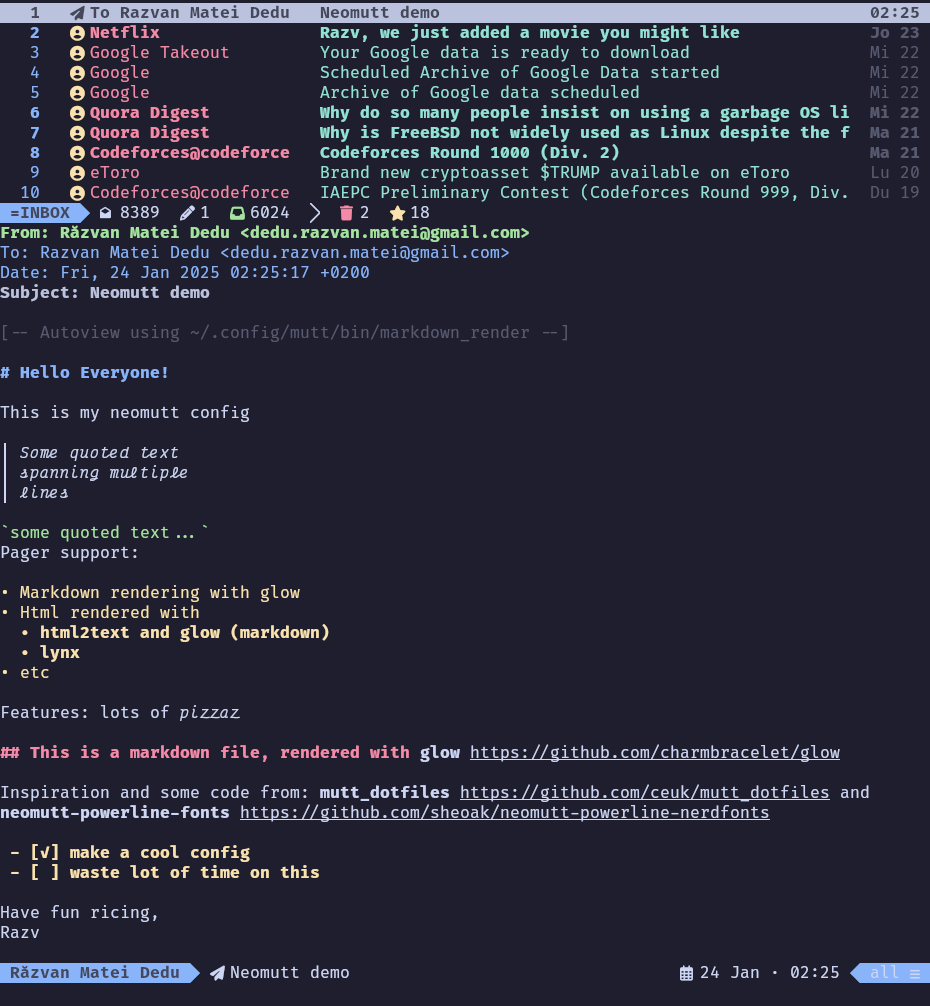 1 To Razvan Matei Dedu Neomutt demo 02:25
2 Netflix Razv, we just added a movie you might like Jo 23
3 Google Takeout Your Google data is ready to download Mi 22
4 Google Scheduled Archive of Google Data started Mi 22
5 Google Archive of Google data scheduled Mi 22
6 Quora Digest Why do so many people insist on using a garbage OS li Mi 22
7 Quora Digest Why is FreeBSD not widely used as Linux despite the f Ma 21
8 Codeforces@codeforce Codeforces Round 1000 (Div. 2) Ma 21
9 eToro Brand new cryptoasset $TRUMP available on eToro Lu 20
10 Codeforces@codeforce IAEPC Preliminary Contest (Codeforces Round 999, Div. Du 19
=INBOX 8389 1 6024 2 18
From: Răzvan Matei Dedu <dedu.razvan.matei@gmail.com>
To: Razvan Matei Dedu <dedu.razvan.matei@gmail.com>
Date: Fri, 24 Jan 2025 02:25:17 +0200
Subject: Neomutt demo
[-- Autoview using ~/.config/mutt/bin/markdown_render --]
# Hello Everyone!
This is my neomutt config
Some quoted text
spanning multiple
lines
`some quoted text...`
Pager support:
• Markdown rendering with glow
• Html rendered with
• html2text and glow (markdown)
• lynx
• etc
Features: lots of pizzaz
## This is a markdown file, rendered with glow https://github.com/charmbracelet/glow
Inspiration and some code from: mutt_dotfiles https://github.com/ceuk/mutt_dotfiles and
neomutt-powerline-fonts https://github.com/sheoak/neomutt-powerline-nerdfonts
- [√] make a cool config
- [ ] waste lot of time on this
Have fun ricing,
Razv
Răzvan Matei Dedu Neomutt demo 24 Jan · 02:25 all ≡